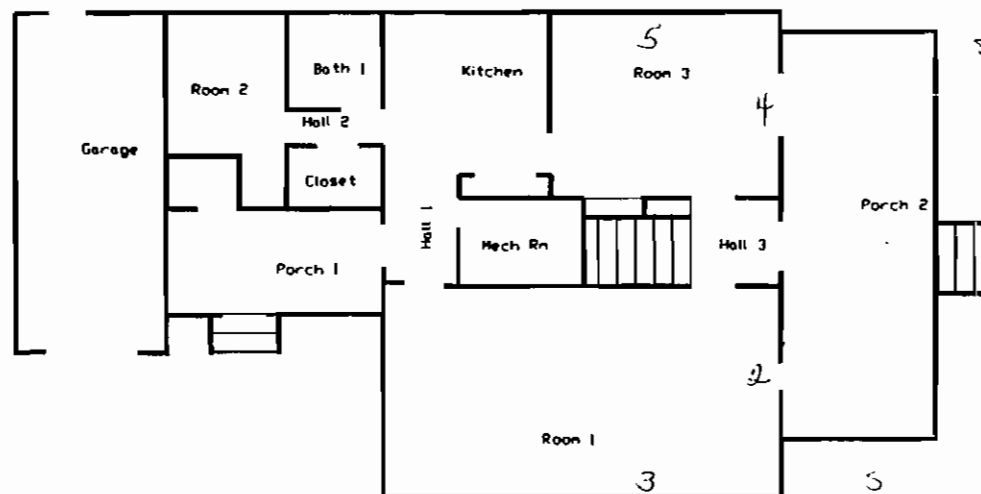 5
Bath 1
Kitchen
Room 3
Room 2
4
Hall 2
Garage
Closet
Porch 2
Hall 1
Mech Rm
Hall 3
Porch 1
2
Room 1
3
5